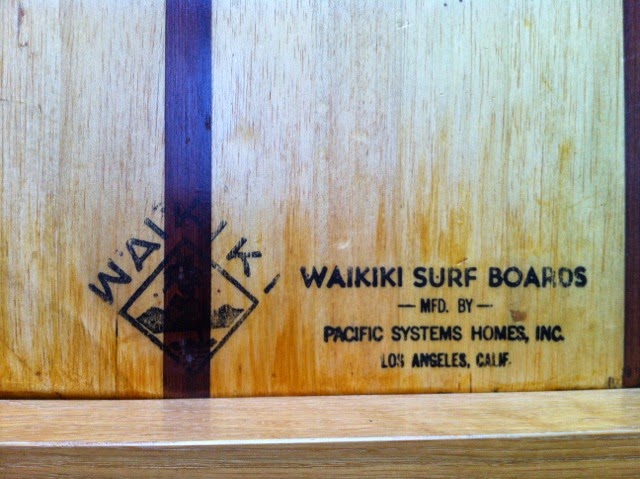 WAIKIKI
WAIKIKI SURF BOARDS
— MFD. BY —
PACIFIC SYSTEMS HOMES, INC.
LOS ANGELES, CALIF.